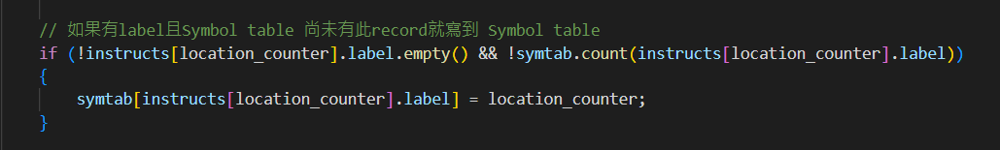 // 如果有label且Symbol table 尚未有此record就寫到 Symbol table
if (!instructs[location_counter].label.empty() && !symtab.count(instructs[location_counter].label))
{
symtab[instructs[location_counter].label] = location_counter;
}